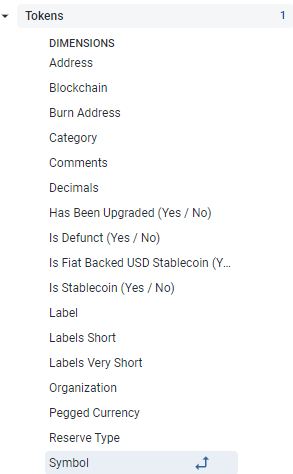 Tokens 1
DIMENSIONS
Address
Blockchain
Burn Address
Category
Comments
Decimals
Has Been Upgraded (Yes / No)
Is Defunct (Yes / No)
Is Fiat Backed USD Stablecoin (Y...
Is Stablecoin (Yes / No)
Label
Labels Short
Labels Very Short
Organization
Pegged Currency
Reserve Type
Symbol